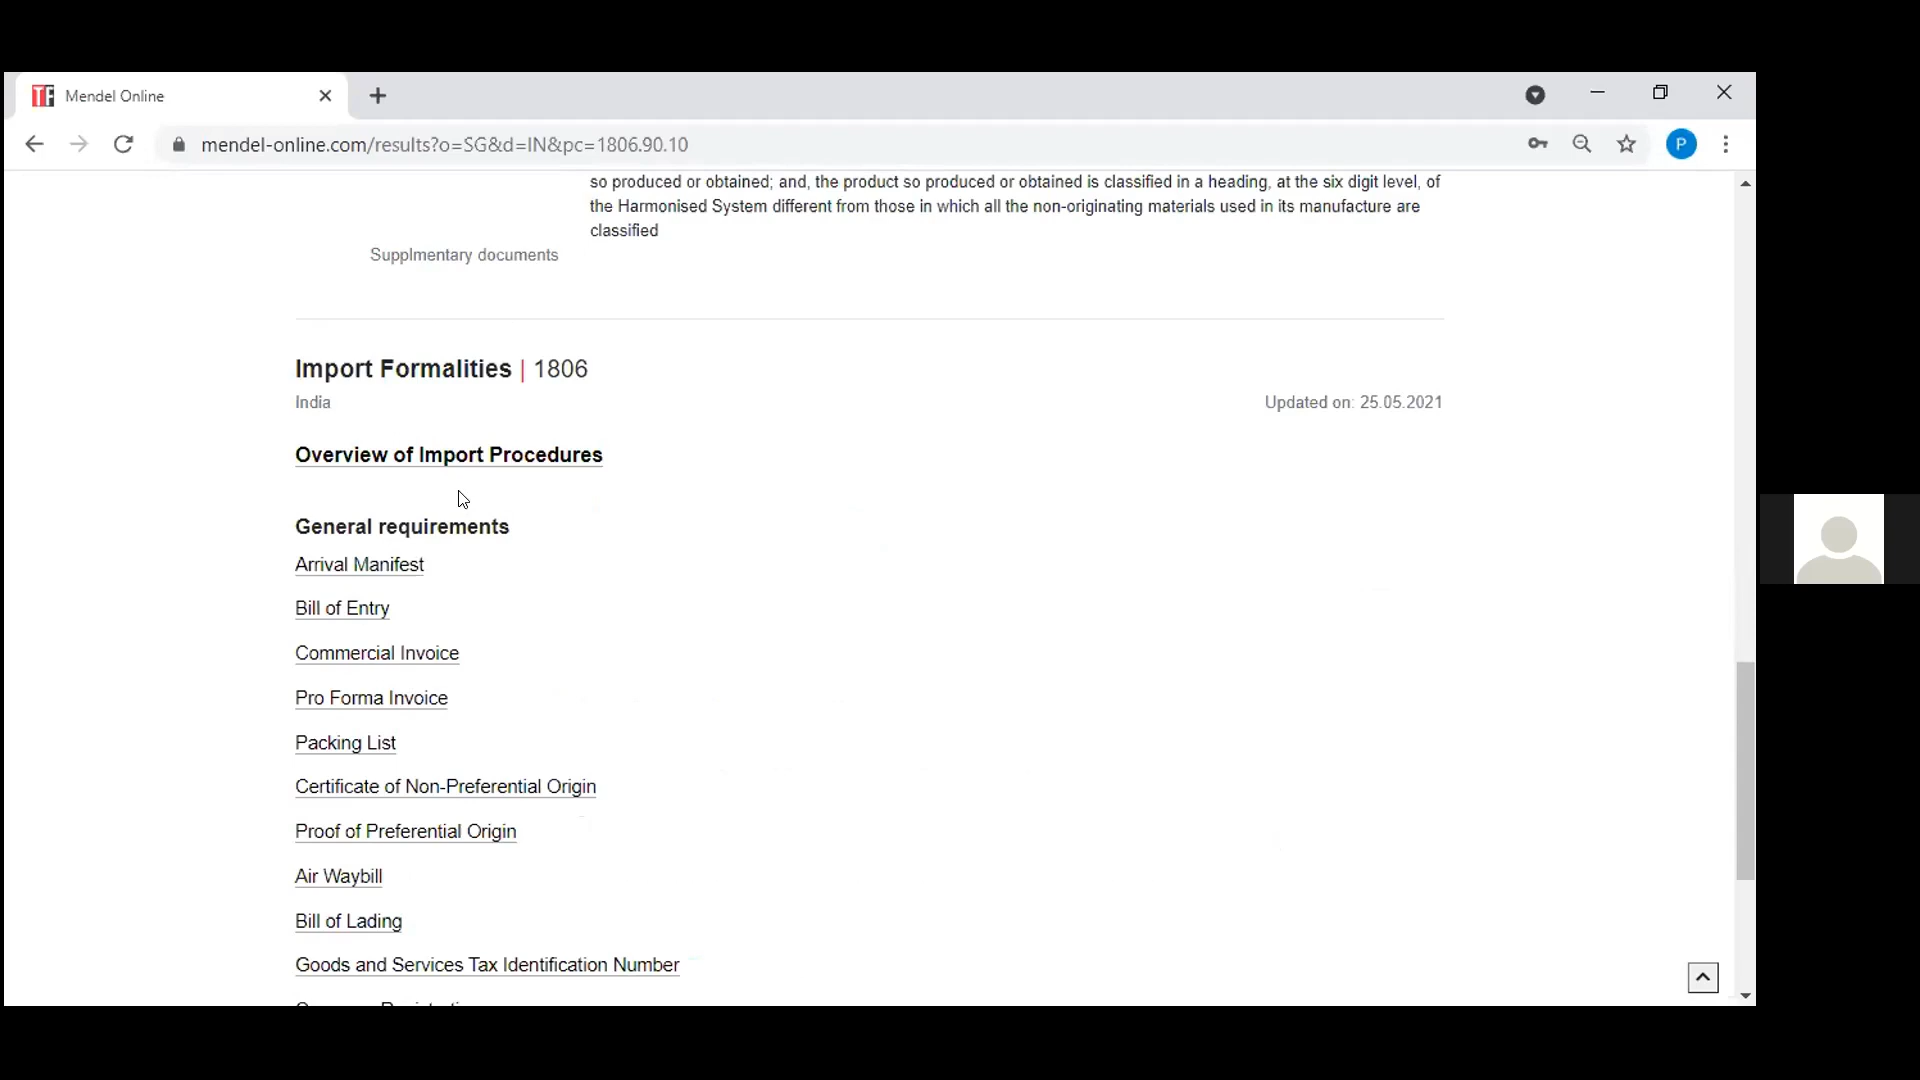 TF Mendel Online
mendel-online.com/results?o=SG&d=IN&pc=1806.90.10
P
so produced or obtained; and, the product so produced or obtained is classified in a heading, at the six digit level, of
the Harmonised System different from those in which all the non-originating materials used in its manufacture are
classified
Supplmentary documents
Import Formalities | 1806
India
Updated on: 25.05.2021
Overview of Import Procedures
General requirements
Arrival Manifest
Bill of Entry
Commercial Invoice
Pro Forma Invoice
Packing List
Certificate of Non-Preferential Origin
Proof of Preferential Origin
Air Waybill
Bill of Lading
Goods and Services Tax Identification Number